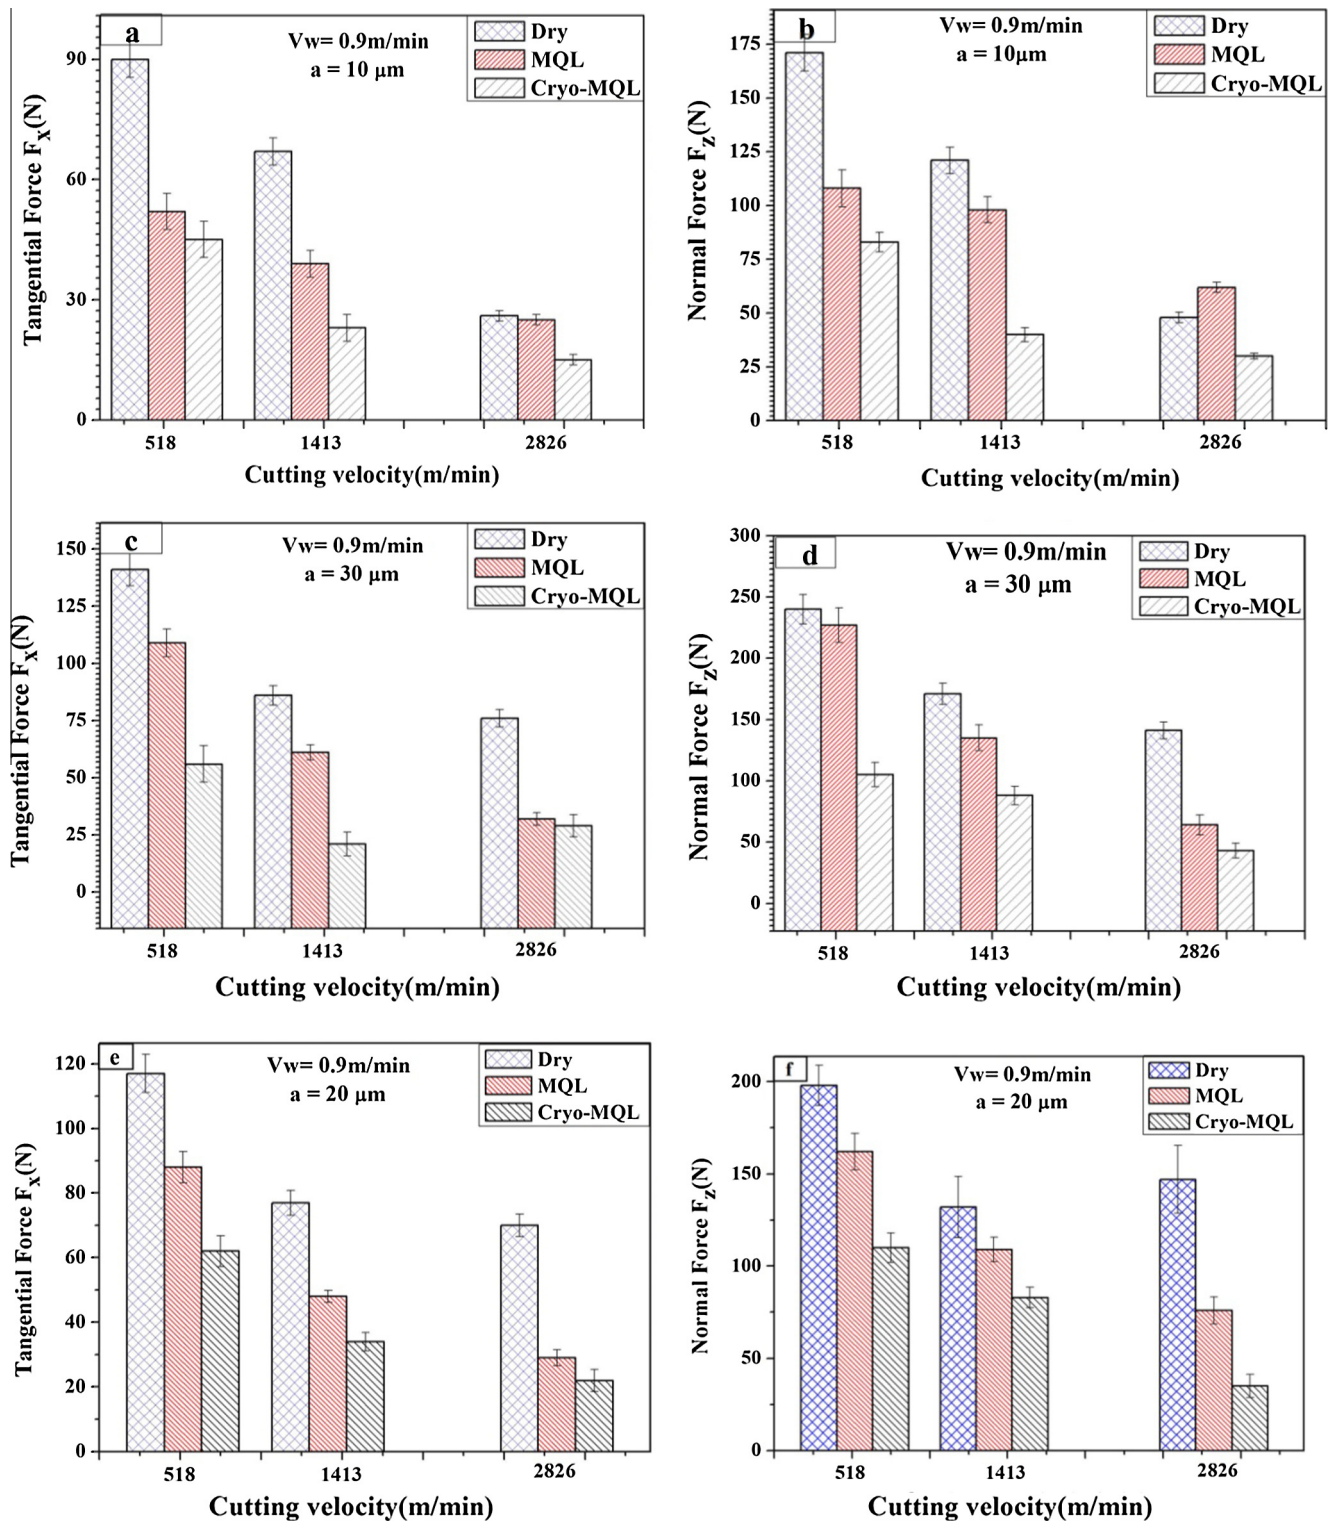 a
Vw= 0.9m/min
a = 10 µm
Dry
MQL
Cryo-MQL
90
60
30
0
Tangential Force FX(N)
518 1413 2826
Cutting velocity(m/min)
b
Vw= 0.9m/min
a = 10µm
Dry
MQL
Cryo-MQL
175
150
125
100
75
50
25
0
Normal Force FZ(N)
518 1413 2826
Cutting velocity(m/min)
c
Vw= 0.9m/min
a = 30 µm
Dry
MQL
Cryo-MQL
150
125
100
75
50
25
0
Tangential Force FX(N)
518 1413 2826
Cutting velocity(m/min)
d
Vw= 0.9m/min
a = 30 µm
Dry
MQL
Cryo-MQL
300
250
200
150
100
50
0
Normal Force FZ(N)
518 1413 2826
Cutting velocity(m/min)
e
Vw= 0.9m/min
a = 20 µm
Dry
MQL
Cryo-MQL
120
100
80
60
40
20
0
Tangential Force FX(N)
518 1413 2826
Cutting velocity(m/min)
f
Vw= 0.9m/min
a = 20 µm
Dry
MQL
Cryo-MQL
200
150
100
50
0
Normal Force FZ(N)
518 1413 2826
Cutting velocity(m/min)